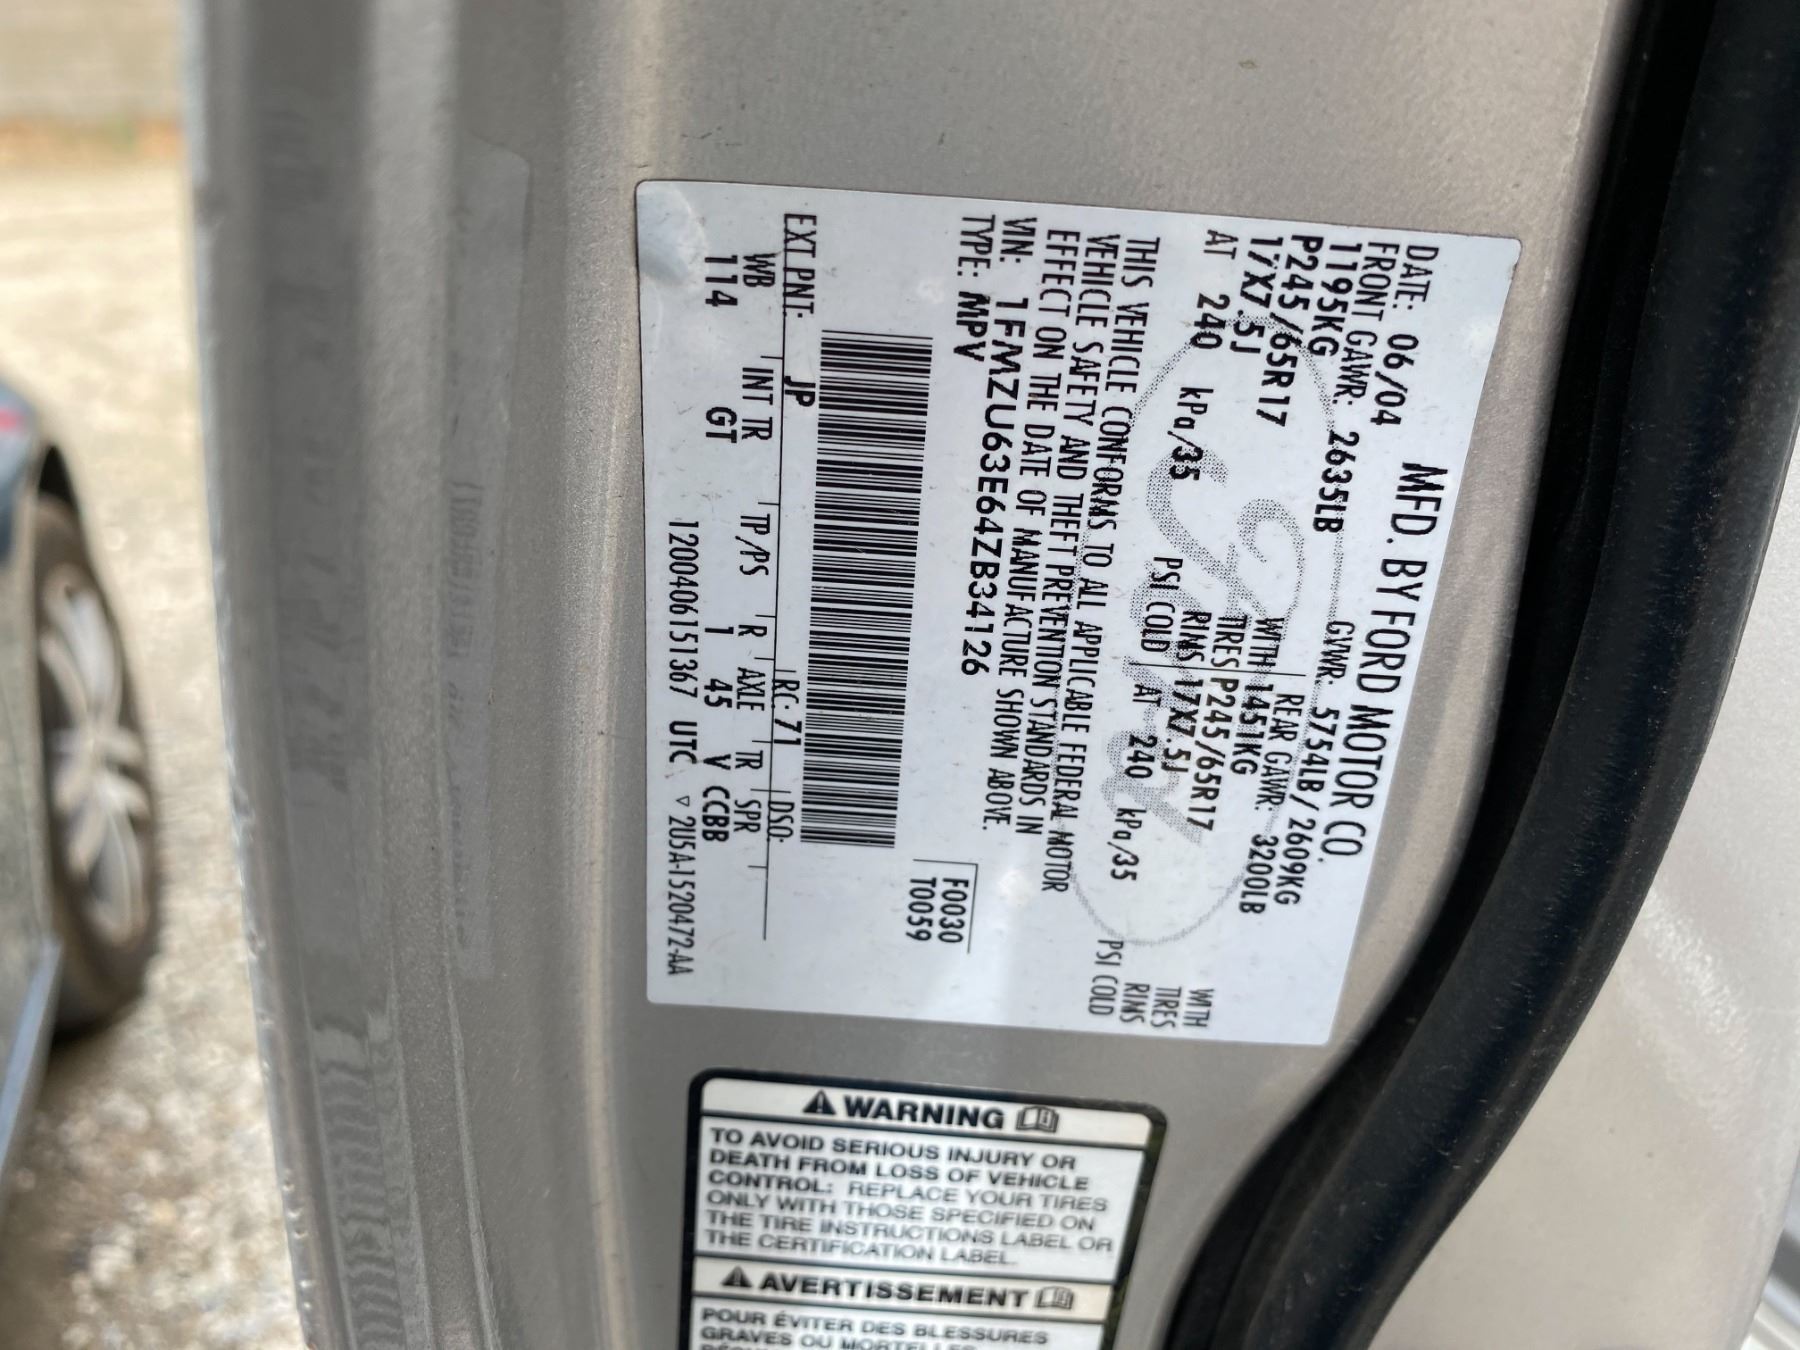 MFD. BY FORD MOTOR CO.
DATE: 06/04 GVWR: 5754LB/2609KG
FRONT GAWR: 2635LB REAR GAWR: 3200LB
1195KG WITH 1451KG WITH
P245/65R17 TIRES P245/65R17 TIRES
17X7.5J RIMS 17X7.5J RIMS
AT 240 kPa/35 PSI COLD AT 240 kPa/35 PSI COLD
THIS VEHICLE CONFORMS TO ALL APPLICABLE FEDERAL MOTOR
VEHICLE SAFETY AND THEFT PREVENTION STANDARDS IN
EFFECT ON THE DATE OF MANUFACTURE SHOWN ABOVE.
VIN: 1FMZU63E64ZB34126
TYPE: MPV
F0030
T0059
EXT PNT: JP RC: 71 DSO:
WB INT TR TP/PS R AXLE TR SPR
114 GT 1 45 V CCBB
12004061513​67 UTC ▽ 2U5A-1520472-AA
Ford
⚠ WARNING
TO AVOID SERIOUS INJURY OR
DEATH FROM LOSS OF VEHICLE
CONTROL: REPLACE YOUR TIRES
ONLY WITH THOSE SPECIFIED ON
THE TIRE INSTRUCTIONS LABEL OR
THE CERTIFICATION LABEL.
⚠ AVERTISSEMENT
POUR ÉVITER DES BLESSURES
GRAVES OU MORTELLES